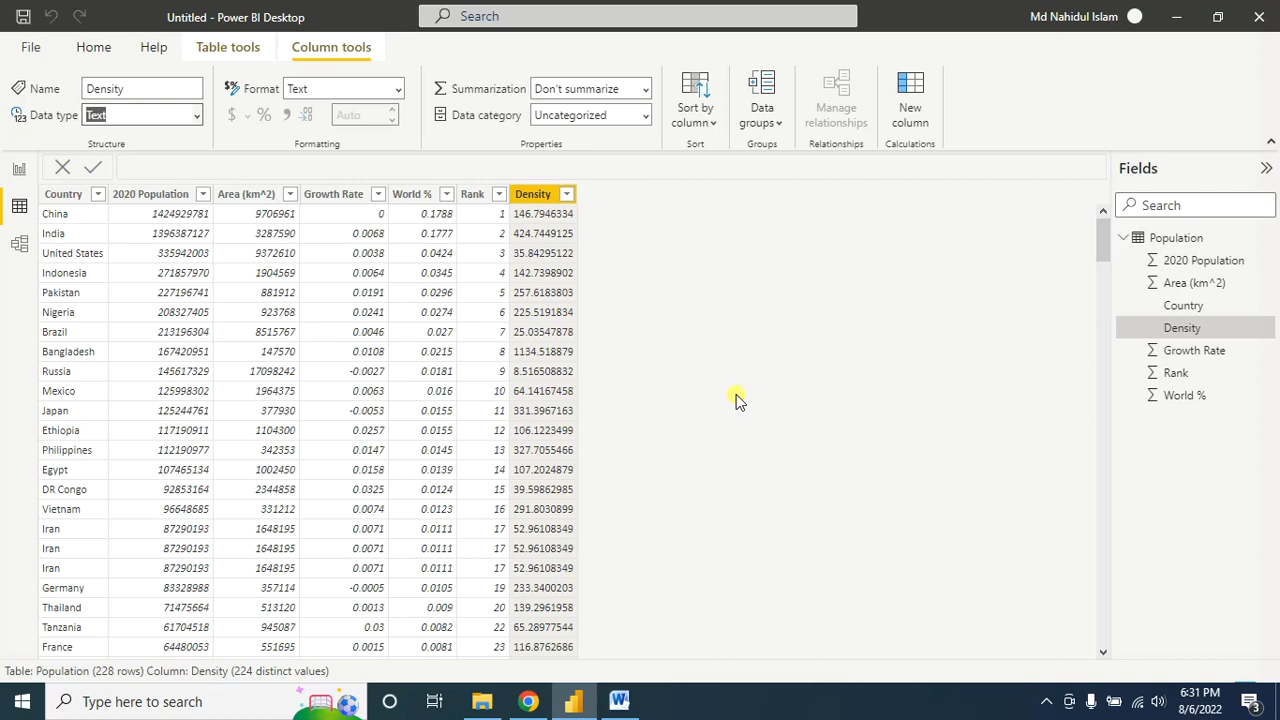 Untitled - Power BI Desktop
Search
Md Nahidul Islam
File Home Help Table tools Column tools
Name Density
Data type Text
Structure
Format Text
$ % Auto
Formatting
Summarization Don't summarize
Data category Uncategorized
Properties
Sort by column
Sort
Data groups
Groups
Manage relationships
Relationships
New column
Calculations
Country 2020 Population Area (km^2) Growth Rate World % Rank Density
China 1424929781 9706961 0 0.1788 1 146.7946334
India 1396387127 3287590 0.0068 0.1777 2 424.7449125
United States 335942003 9372610 0.0038 0.0424 3 35.84295122
Indonesia 271857970 1904569 0.0064 0.0345 4 142.7398902
Pakistan 227196741 881912 0.0191 0.0296 5 257.6183803
Nigeria 208327405 923768 0.0241 0.0274 6 225.5191834
Brazil 213196304 8515767 0.0046 0.027 7 25.03547878
Bangladesh 167420951 147570 0.0108 0.0215 8 1134.518879
Russia 145617329 17098242 -0.0027 0.0181 9 8.516508832
Mexico 125998302 1964375 0.0063 0.016 10 64.14167458
Japan 125244761 377930 -0.0053 0.0155 11 331.3967163
Ethiopia 117190911 1104300 0.0257 0.0155 12 106.1223499
Philippines 112190977 342353 0.0147 0.0145 13 327.7055466
Egypt 107465134 1002450 0.0158 0.0139 14 107.2024879
DR Congo 92853164 2344858 0.0325 0.0124 15 39.59862985
Vietnam 96648685 331212 0.0074 0.0123 16 291.8030899
Iran 87290193 1648195 0.0071 0.0111 17 52.96108349
Iran 87290193 1648195 0.0071 0.0111 17 52.96108349
Iran 87290193 1648195 0.0071 0.0111 17 52.96108349
Germany 83328988 357114 -0.0005 0.0105 19 233.3400203
Thailand 71475664 513120 0.0013 0.009 20 139.2961958
Tanzania 61704518 945087 0.03 0.0082 22 65.28977544
France 64480053 551695 0.0015 0.0081 23 116.8762686
Fields
Search
Population
2020 Population
Area (km^2)
Country
Density
Growth Rate
Rank
World %
Table: Population (228 rows) Column: Density (224 distinct values)
Type here to search
6:31 PM
8/6/2022
3